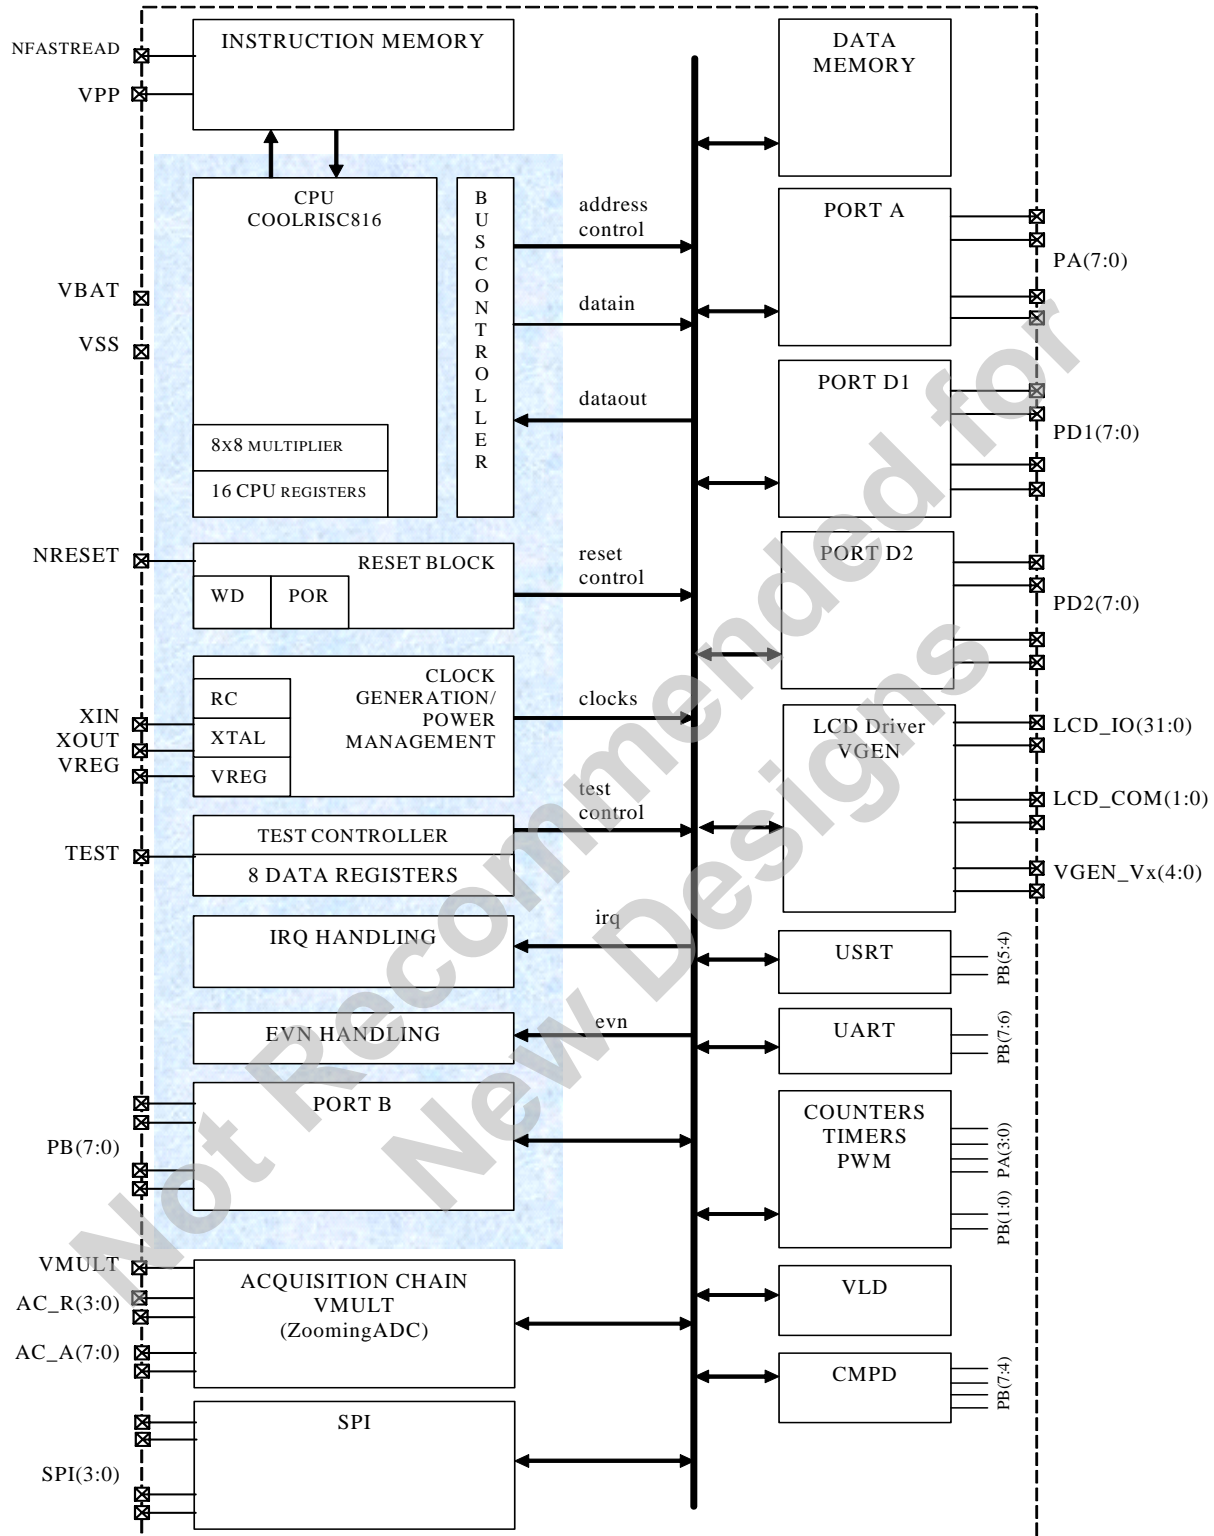 NFASTREAD
VPP
VBAT
VSS
NRESET
XIN
XOUT
VREG
TEST
PB(7:0)
VMULT
AC_R(3:0)
AC_A(7:0)
SPI(3:0)
INSTRUCTION MEMORY
CPU
COOLRISC816
8x8 MULTIPLIER
16 CPU REGISTERS
BUSCONTROLLER
RESET BLOCK
WD
POR
CLOCK
GENERATION/
POWER
MANAGEMENT
RC
XTAL
VREG
TEST CONTROLLER
8 DATA REGISTERS
IRQ HANDLING
EVN HANDLING
PORT B
ACQUISITION CHAIN
VMULT
(ZoomingADC)
SPI
address
control
datain
dataout
reset
control
clocks
test
control
irq
evn
DATA
MEMORY
PORT A
PORT D1
PORT D2
LCD Driver
VGEN
USRT
UART
COUNTERS
TIMERS
PWM
VLD
CMPD
PA(7:0)
PD1(7:0)
PD2(7:0)
LCD_IO(31:0)
LCD_COM(1:0)
VGEN_Vx(4:0)
PB(5:4)
PB(7:6)
PA(3:0)
PB(1:0)
PB(7:4)
Not Recommended for
New Designs